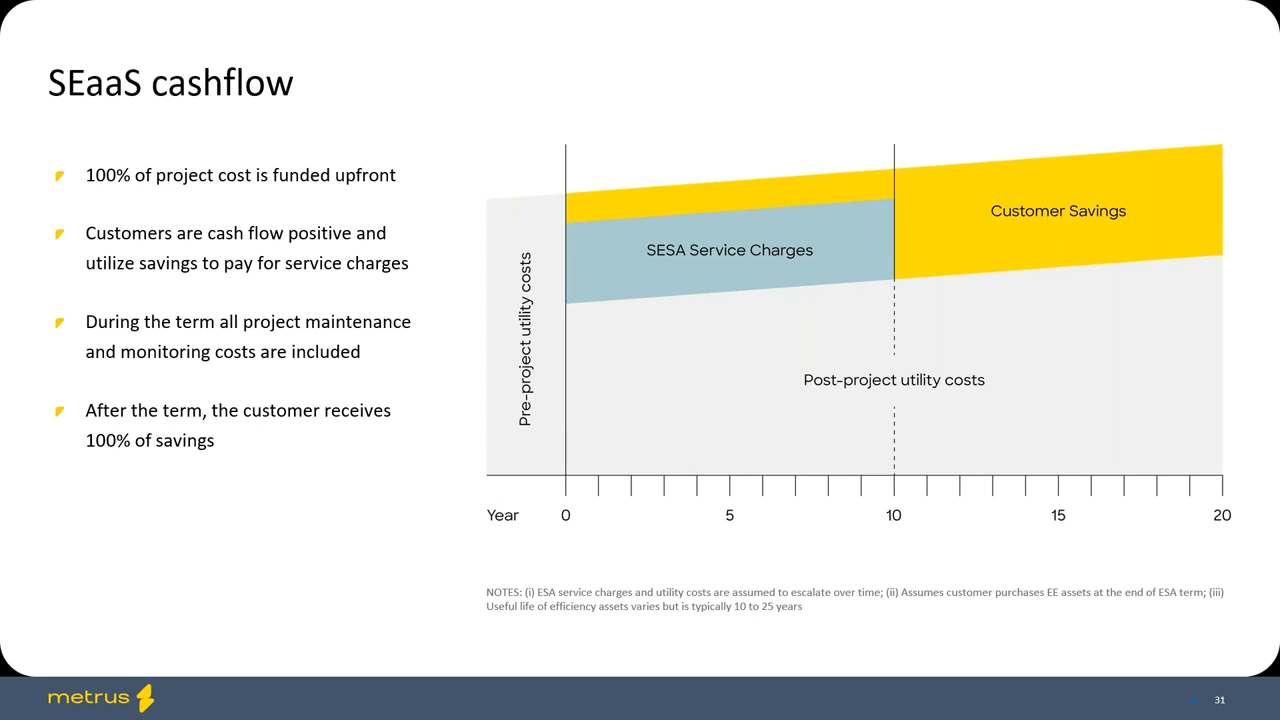 SEaaS cashflow
100% of project cost is funded upfront
Customers are cash flow positive and
utilize savings to pay for service charges
During the term all project maintenance
and monitoring costs are included
After the term, the customer receives
100% of savings
Pre-project utility costs
SESA Service Charges
Customer Savings
Post-project utility costs
Year 0 5 10 15 20
NOTES: (i) ESA service charges and utility costs are assumed to escalate over time; (ii) Assumes customer purchases EE assets at the end of ESA term; (iii)
Useful life of efficiency assets varies but is typically 10 to 25 years
metrus
31